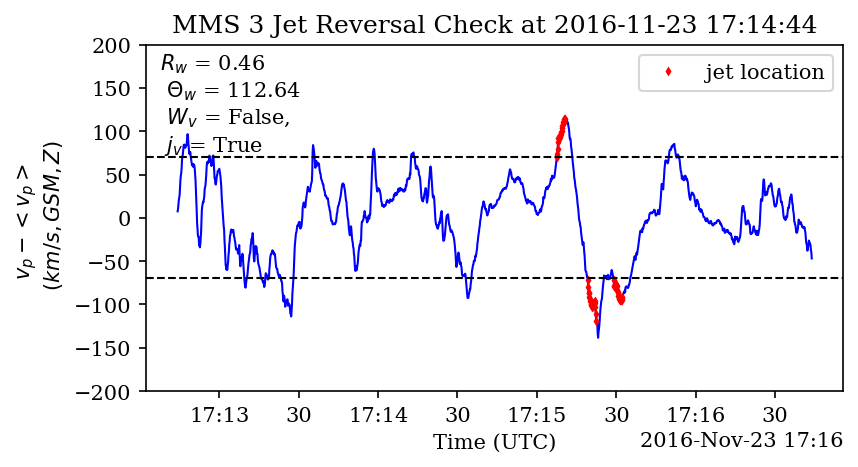 MMS 3 Jet Reversal Check at 2016-11-23 17:14:44
R_w = 0.46
Θ_w = 112.64
W_v = False,
j_v = True
jet location
200
150
100
50
0
−50
−100
−150
−200
v_p − < v_p >
(km/s, GSM, Z)
17:13 30 17:14 30 17:15 30 17:16 30
Time (UTC)
2016-Nov-23 17:16